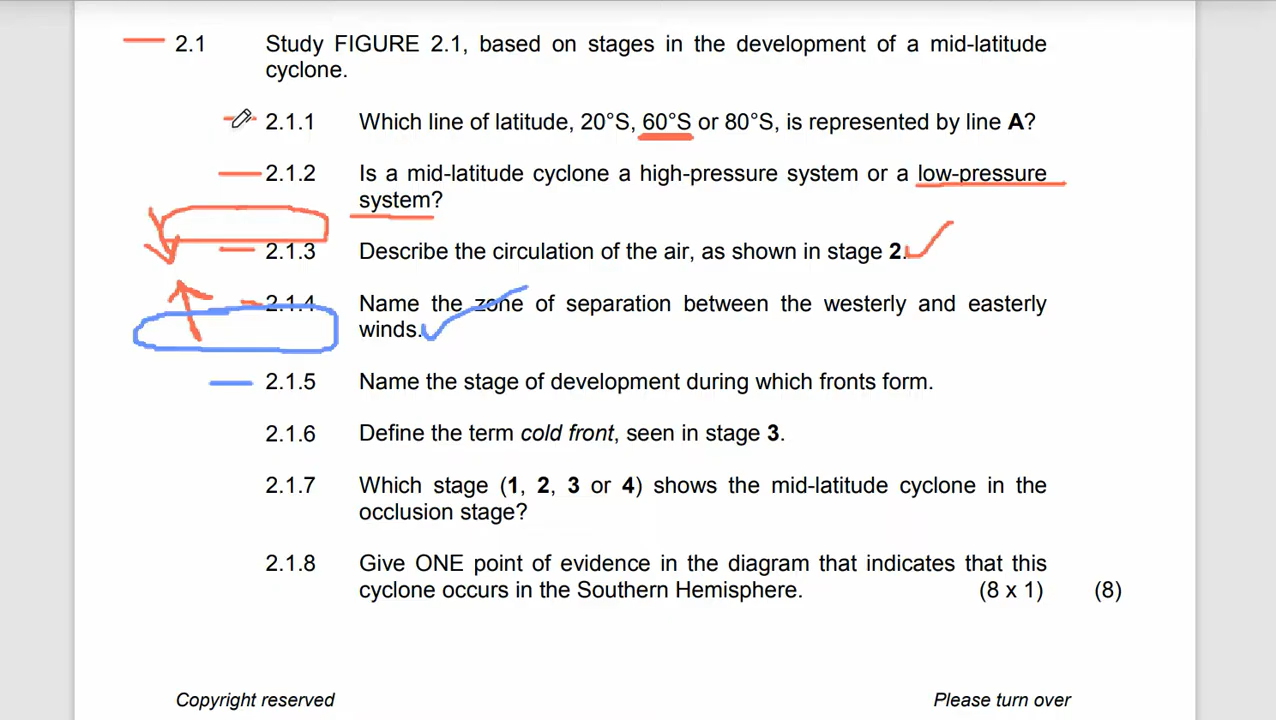 2.1 Study FIGURE 2.1, based on stages in the development of a mid-latitude
cyclone.
2.1.1 Which line of latitude, 20°S, 60°S or 80°S, is represented by line A?
2.1.2 Is a mid-latitude cyclone a high-pressure system or a low-pressure
system?
2.1.3 Describe the circulation of the air, as shown in stage 2.
2.1.4 Name the zone of separation between the westerly and easterly
winds.
2.1.5 Name the stage of development during which fronts form.
2.1.6 Define the term cold front, seen in stage 3.
2.1.7 Which stage (1, 2, 3 or 4) shows the mid-latitude cyclone in the
occlusion stage?
2.1.8 Give ONE point of evidence in the diagram that indicates that this
cyclone occurs in the Southern Hemisphere. (8 x 1) (8)
Copyright reserved Please turn over